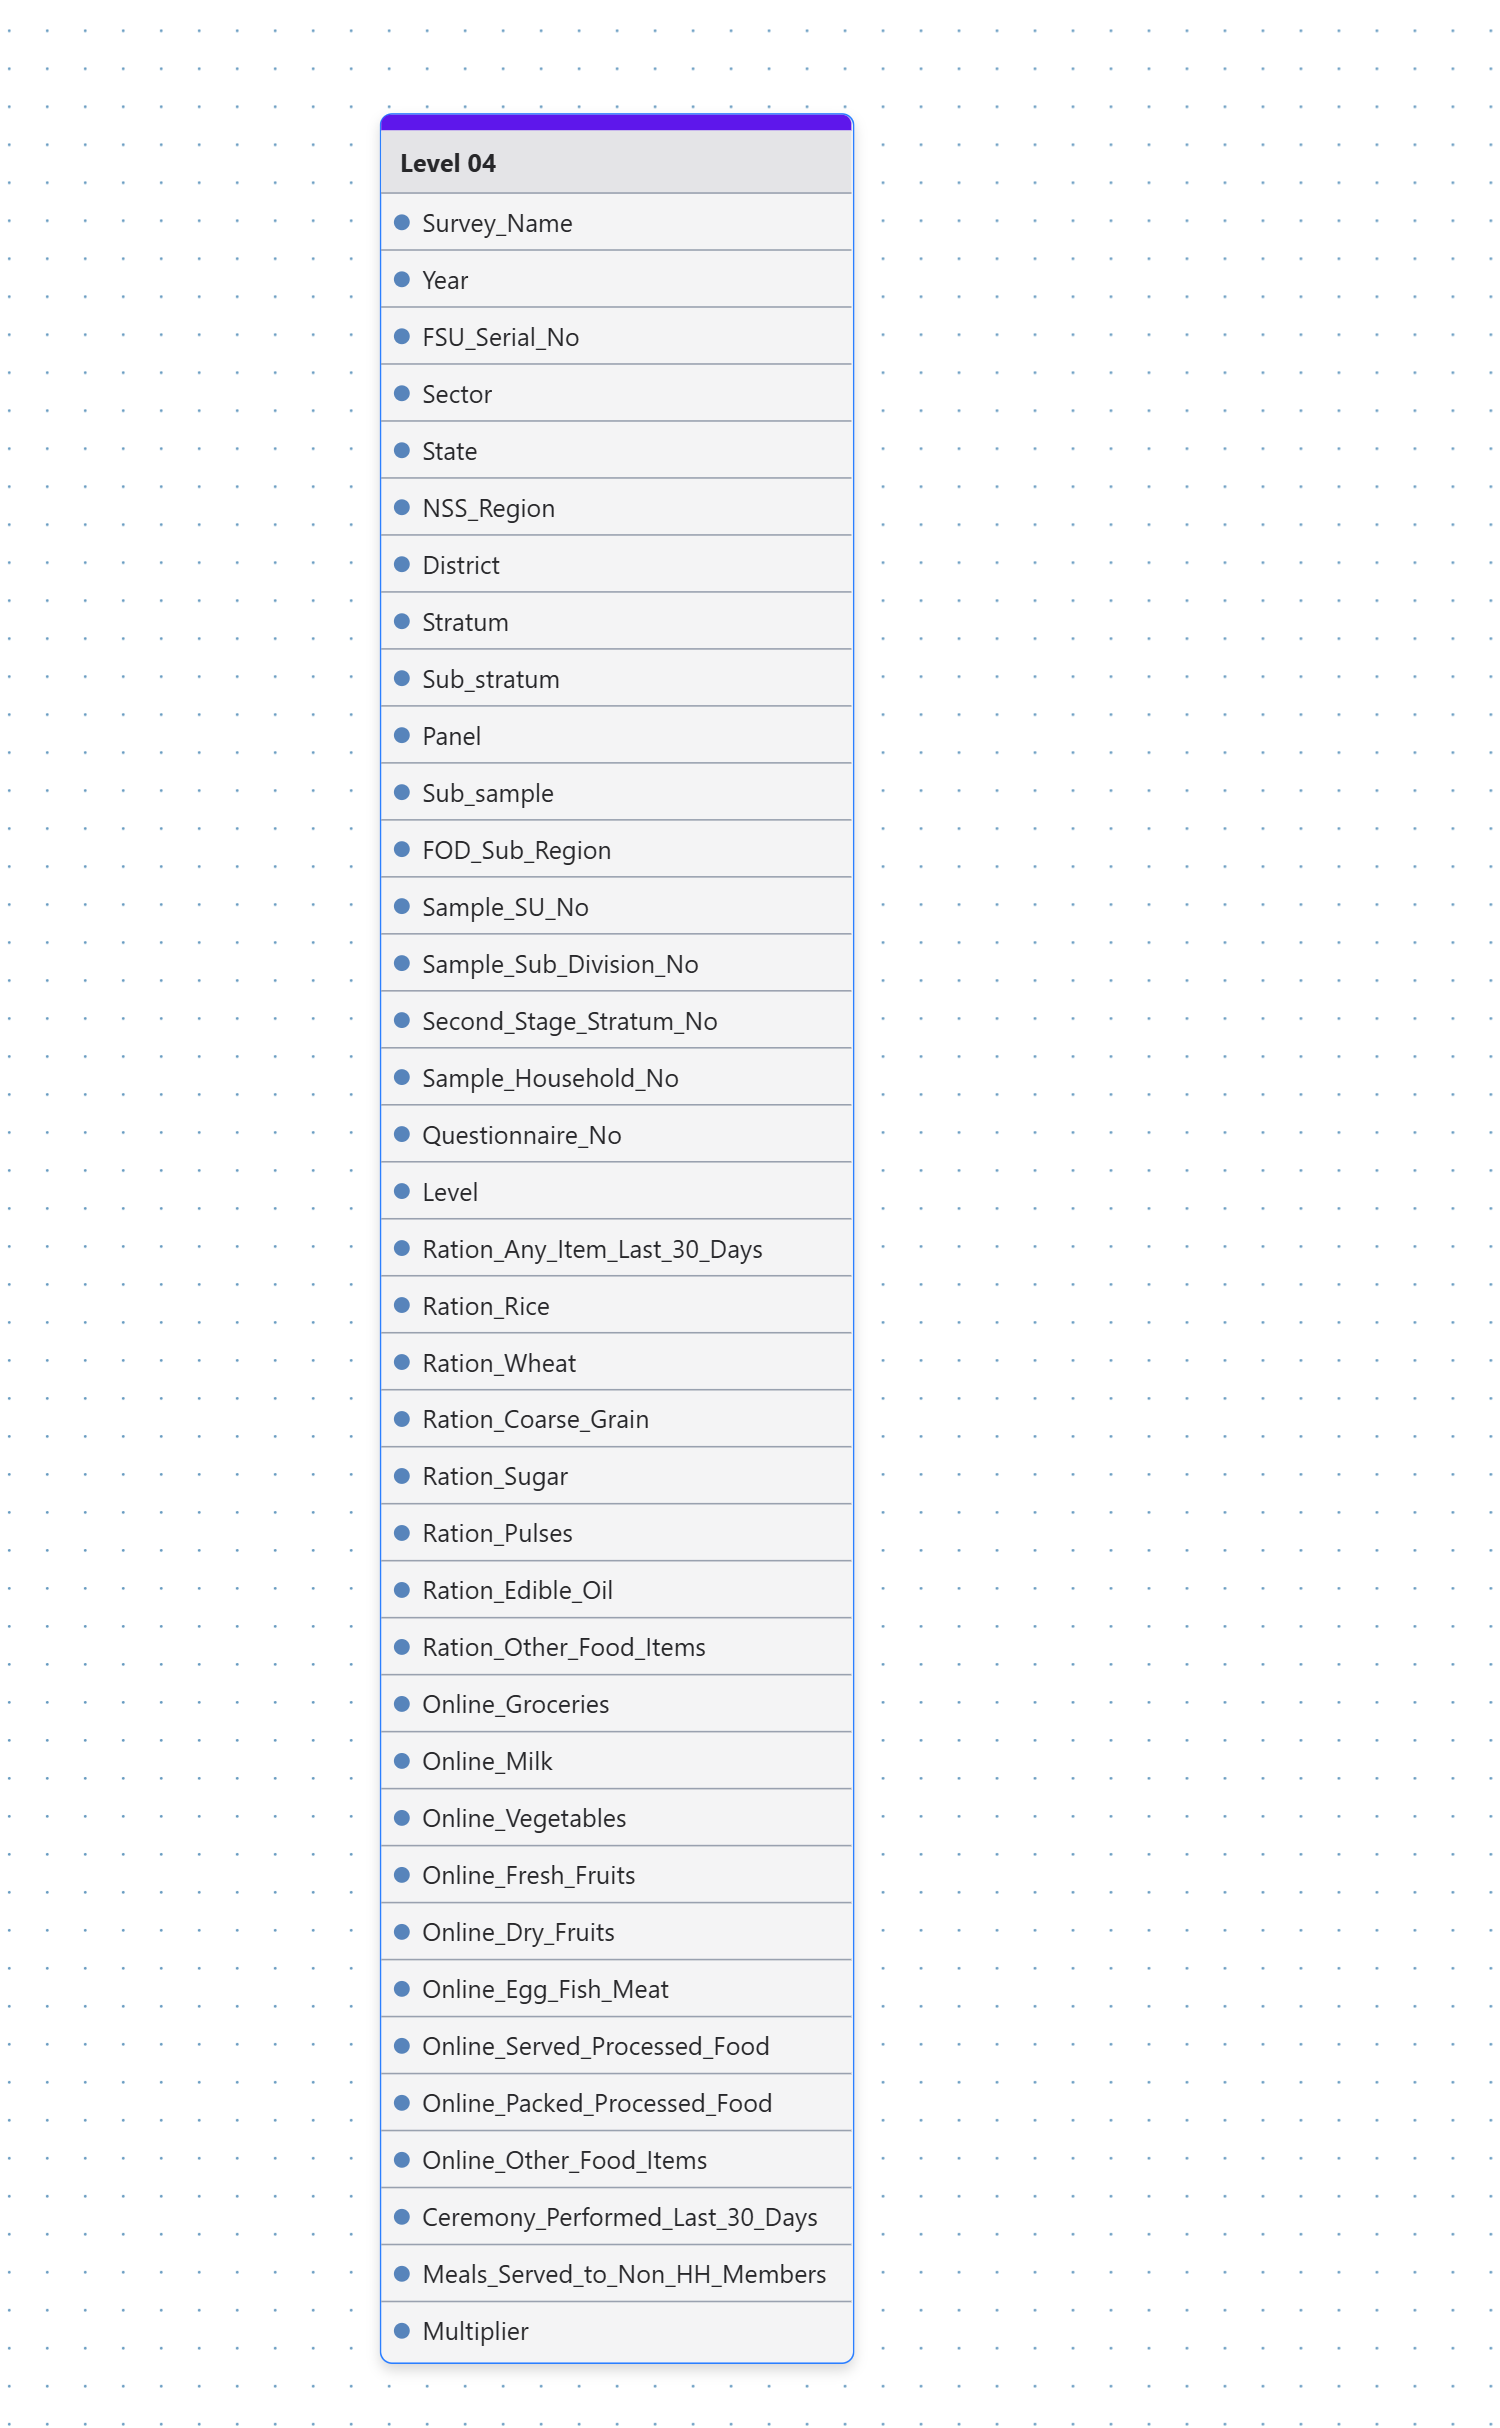 Level 04
Survey_Name
Year
FSU_Serial_No
Sector
State
NSS_Region
District
Stratum
Sub_stratum
Panel
Sub_sample
FOD_Sub_Region
Sample_SU_No
Sample_Sub_Division_No
Second_Stage_Stratum_No
Sample_Household_No
Questionnaire_No
Level
Ration_Any_Item_Last_30_Days
Ration_Rice
Ration_Wheat
Ration_Coarse_Grain
Ration_Sugar
Ration_Pulses
Ration_Edible_Oil
Ration_Other_Food_Items
Online_Groceries
Online_Milk
Online_Vegetables
Online_Fresh_Fruits
Online_Dry_Fruits
Online_Egg_Fish_Meat
Online_Served_Processed_Food
Online_Packed_Processed_Food
Online_Other_Food_Items
Ceremony_Performed_Last_30_Days
Meals_Served_to_Non_HH_Members
Multiplier